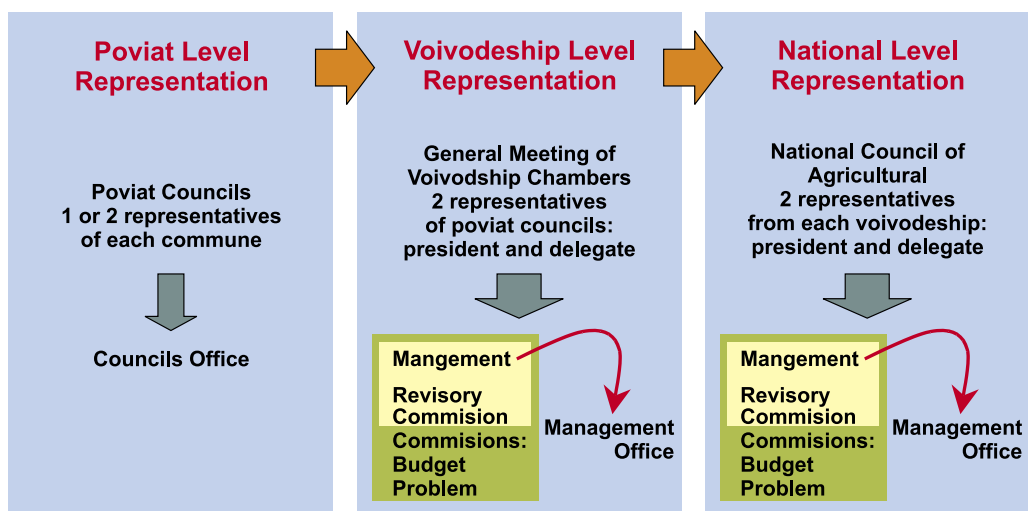 Poviat Level
Representation
Poviat Councils
1 or 2 representatives
of each commune
Councils Office
Voivodeship Level
Representation
General Meeting of
Voivodship Chambers
2 representatives
of poviat councils:
president and delegate
Mangement
Revisory
Commision
Commisions:
Budget
Problem
Management
Office
National Level
Representation
National Council of
Agricultural
2 representatives
from each voivodeship:
president and delegate
Mangement
Revisory
Commision
Commisions:
Budget
Problem
Management
Office